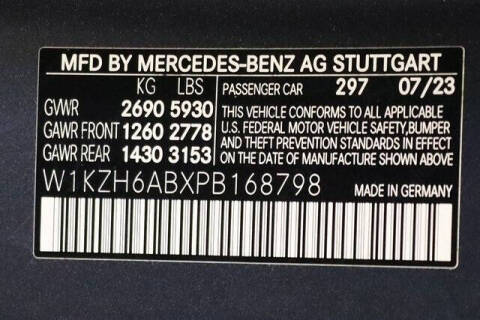 MFD BY MERCEDES-BENZ AG STUTTGART
KG LBS
GVWR 2690 5930
GAWR FRONT 1260 2778
GAWR REAR 1430 3153
PASSENGER CAR 297 07/23
THIS VEHICLE CONFORMS TO ALL APPLICABLE
U.S. FEDERAL MOTOR VEHICLE SAFETY, BUMPER
AND THEFT PREVENTION STANDARDS IN EFFECT
ON THE DATE OF MANUFACTURE SHOWN ABOVE
W1KZH6ABXPB168798 MADE IN GERMANY